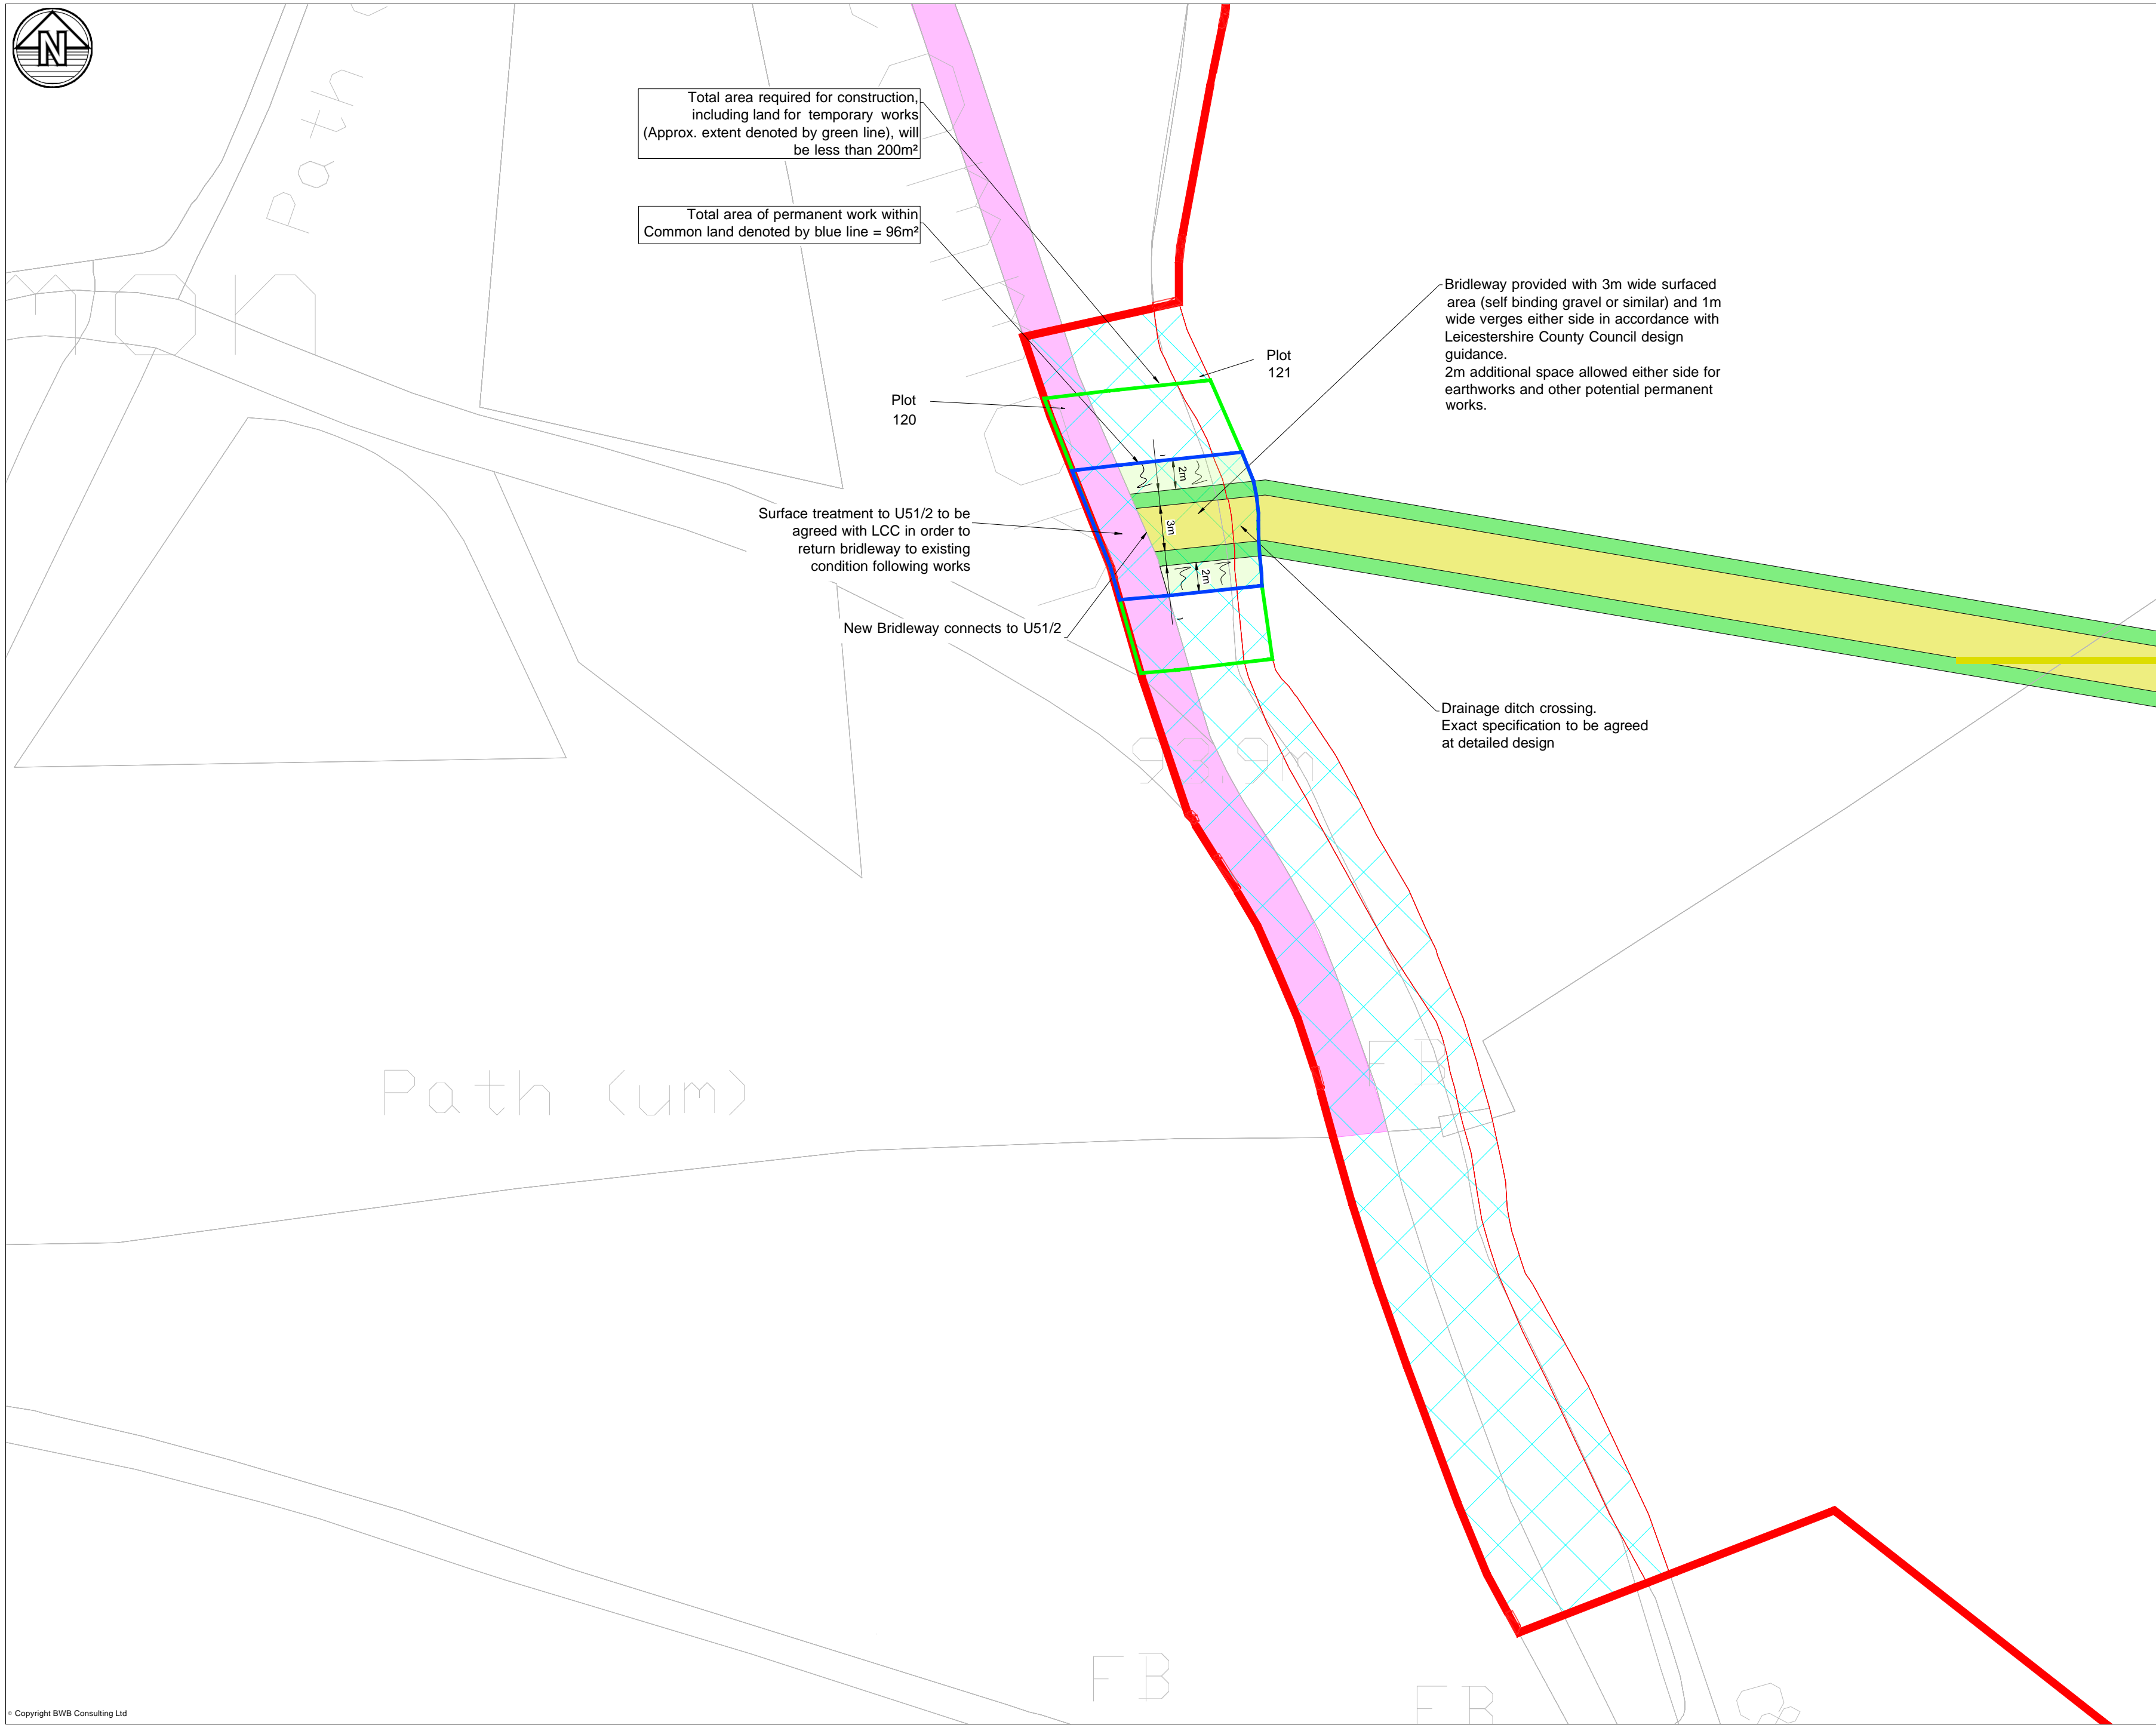 N
Path
Total area required for construction,
including land for temporary works
(Approx. extent denoted by green line), will
be less than 200m²
Total area of permanent work within
Common land denoted by blue line = 96m²
Bridleway provided with 3m wide surfaced
area (self binding gravel or similar) and 1m
wide verges either side in accordance with
Leicestershire County Council design
guidance.
2m additional space allowed either side for
earthworks and other potential permanent
works.
Plot
121
Plot
120
2m
3m
2m
Surface treatment to U51/2 to be
agreed with LCC in order to
return bridleway to existing
condition following works
New Bridleway connects to U51/2
Drainage ditch crossing.
Exact specification to be agreed
at detailed design
93.9m
FB
Path (um)
FB
FB
© Copyright BWB Consulting Ltd